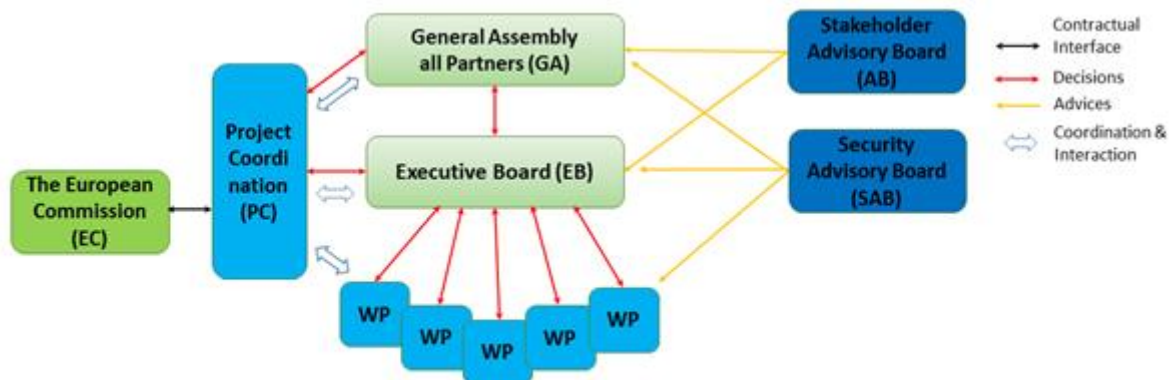 General Assembly
all Partners (GA)
Stakeholder
Advisory Board
(AB)
Contractual
Interface
Decisions
Advices
Coordination &
Interaction
Project
Coordi
nation
(PC)
Executive Board (EB)
Security
Advisory Board
(SAB)
The European
Commission
(EC)
WP
WP
WP
WP
WP